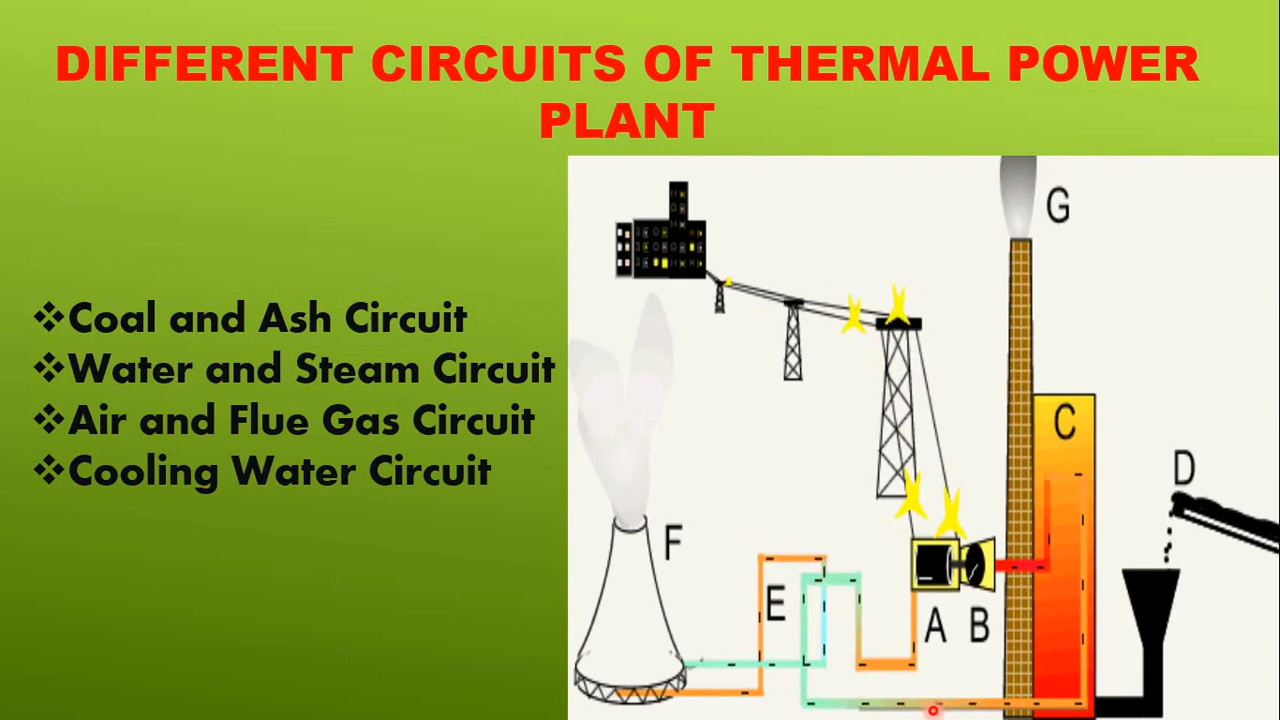 DIFFERENT CIRCUITS OF THERMAL POWER
PLANT
❖Coal and Ash Circuit
❖Water and Steam Circuit
❖Air and Flue Gas Circuit
❖Cooling Water Circuit
G
C
D
F
E
A B